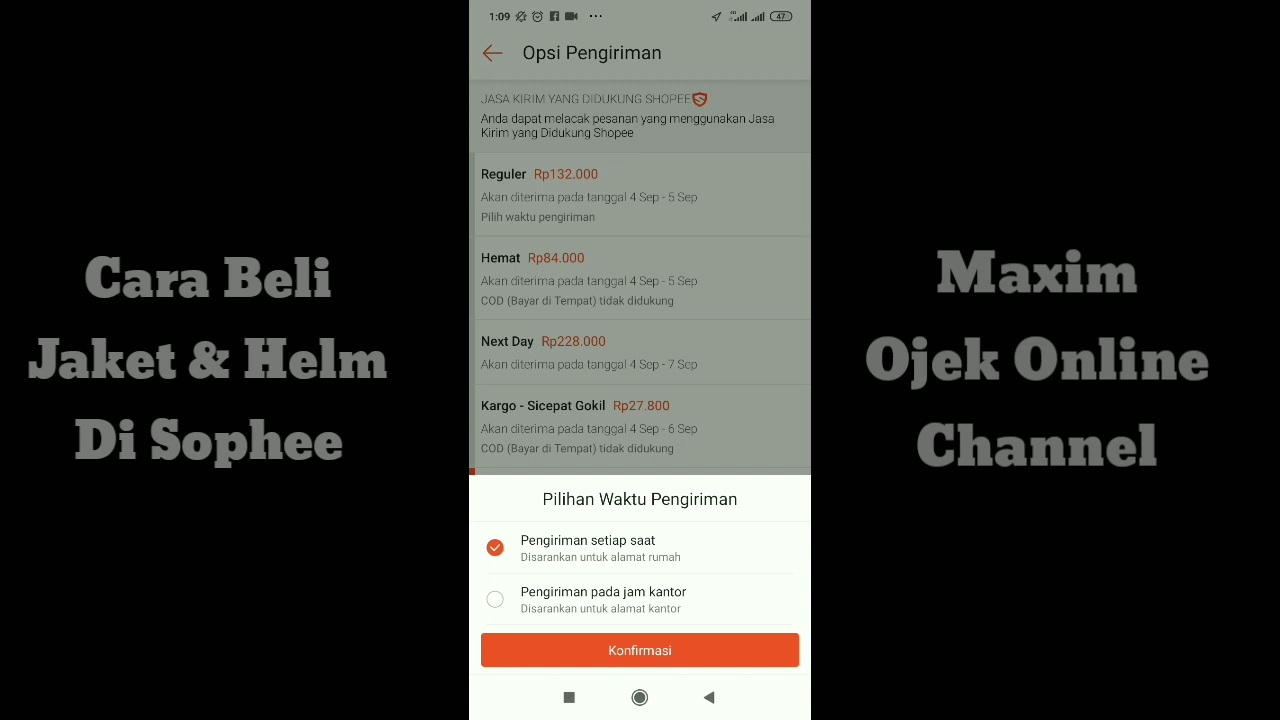 Cara Beli
Jaket & Helm
Di Sophee
1:09
47
Opsi Pengiriman
JASA KIRIM YANG DIDUKUNG SHOPEE
Anda dapat melacak pesanan yang menggunakan Jasa
Kirim yang Didukung Shopee
Reguler Rp132.000
Akan diterima pada tanggal 4 Sep - 5 Sep
Pilih waktu pengiriman
Hemat Rp84.000
Akan diterima pada tanggal 4 Sep - 5 Sep
COD (Bayar di Tempat) tidak didukung
Next Day Rp228.000
Akan diterima pada tanggal 4 Sep - 7 Sep
Kargo - Sicepat Gokil Rp27.800
Akan diterima pada tanggal 4 Sep - 6 Sep
COD (Bayar di Tempat) tidak didukung
Pilihan Waktu Pengiriman
Pengiriman setiap saat
Disarankan untuk alamat rumah
Pengiriman pada jam kantor
Disarankan untuk alamat kantor
Konfirmasi
Maxim
Ojek Online
Channel